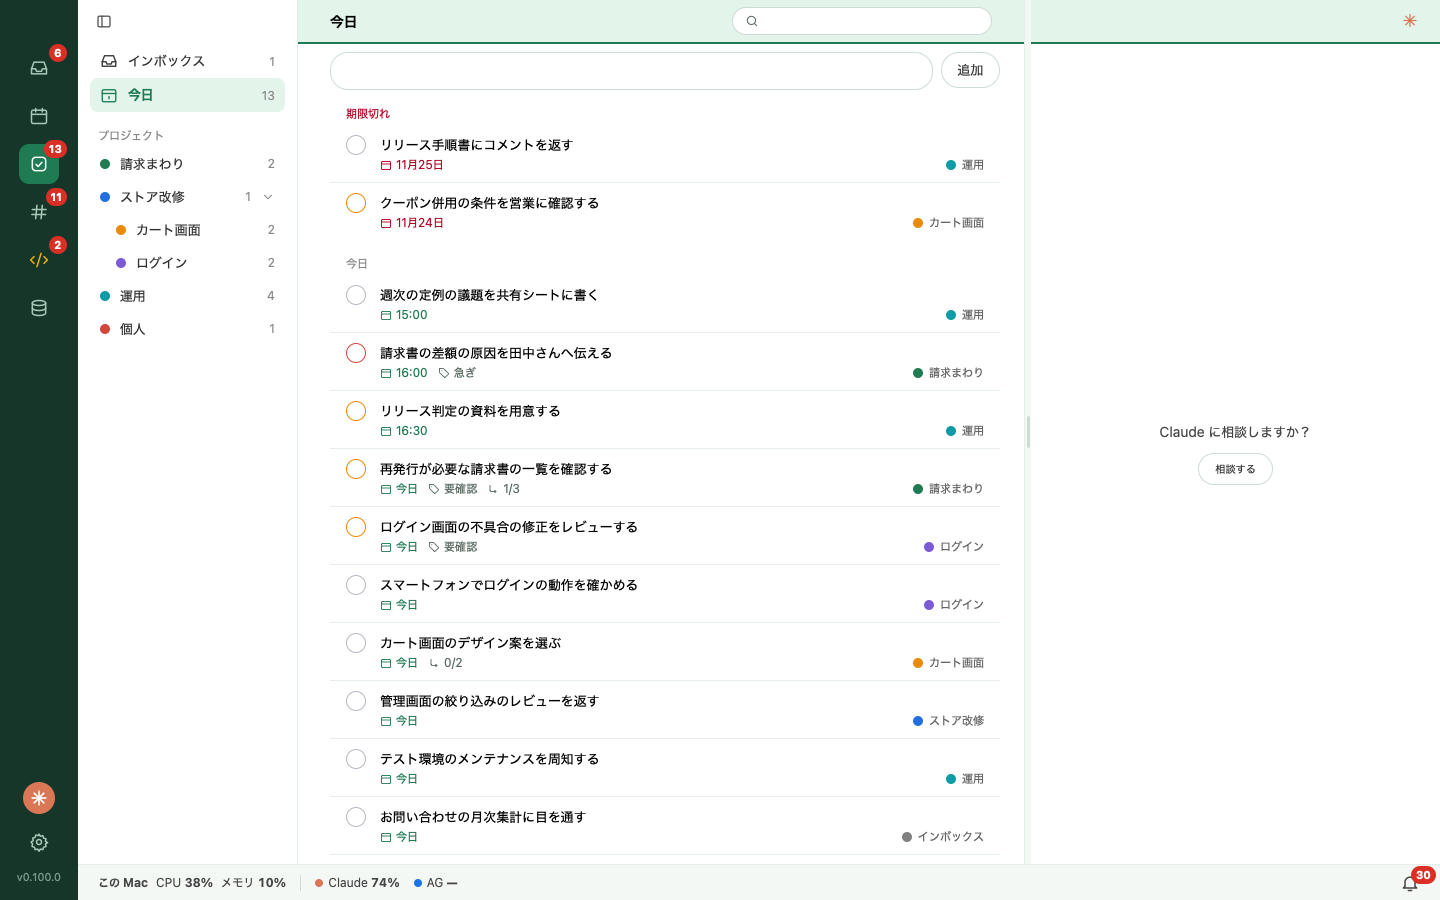 6
13
11
2
v0.100.0
インボックス 1
今日 13
プロジェクト
請求まわり 2
ストア改修 1
カート画面 2
ログイン 2
運用 4
個人 1
今日
追加
期限切れ
リリース手順書にコメントを返す
11月25日 運用
クーポン併用の条件を営業に確認する
11月24日 カート画面
今日
週次の定例の議題を共有シートに書く
15:00 運用
請求書の差額の原因を田中さんへ伝える
16:00 急ぎ 請求まわり
リリース判定の資料を用意する
16:30 運用
再発行が必要な請求書の一覧を確認する
今日 要確認 1/3 請求まわり
ログイン画面の不具合の修正をレビューする
今日 要確認 ログイン
スマートフォンでログインの動作を確かめる
今日 ログイン
カート画面のデザイン案を選ぶ
今日 0/2 カート画面
管理画面の絞り込みのレビューを返す
今日 ストア改修
テスト環境のメンテナンスを周知する
今日 運用
お問い合わせの月次集計に目を通す
今日 インボックス
Claude に相談しますか？
相談する
この Mac CPU 38% メモリ 10% Claude 74% AG —
30